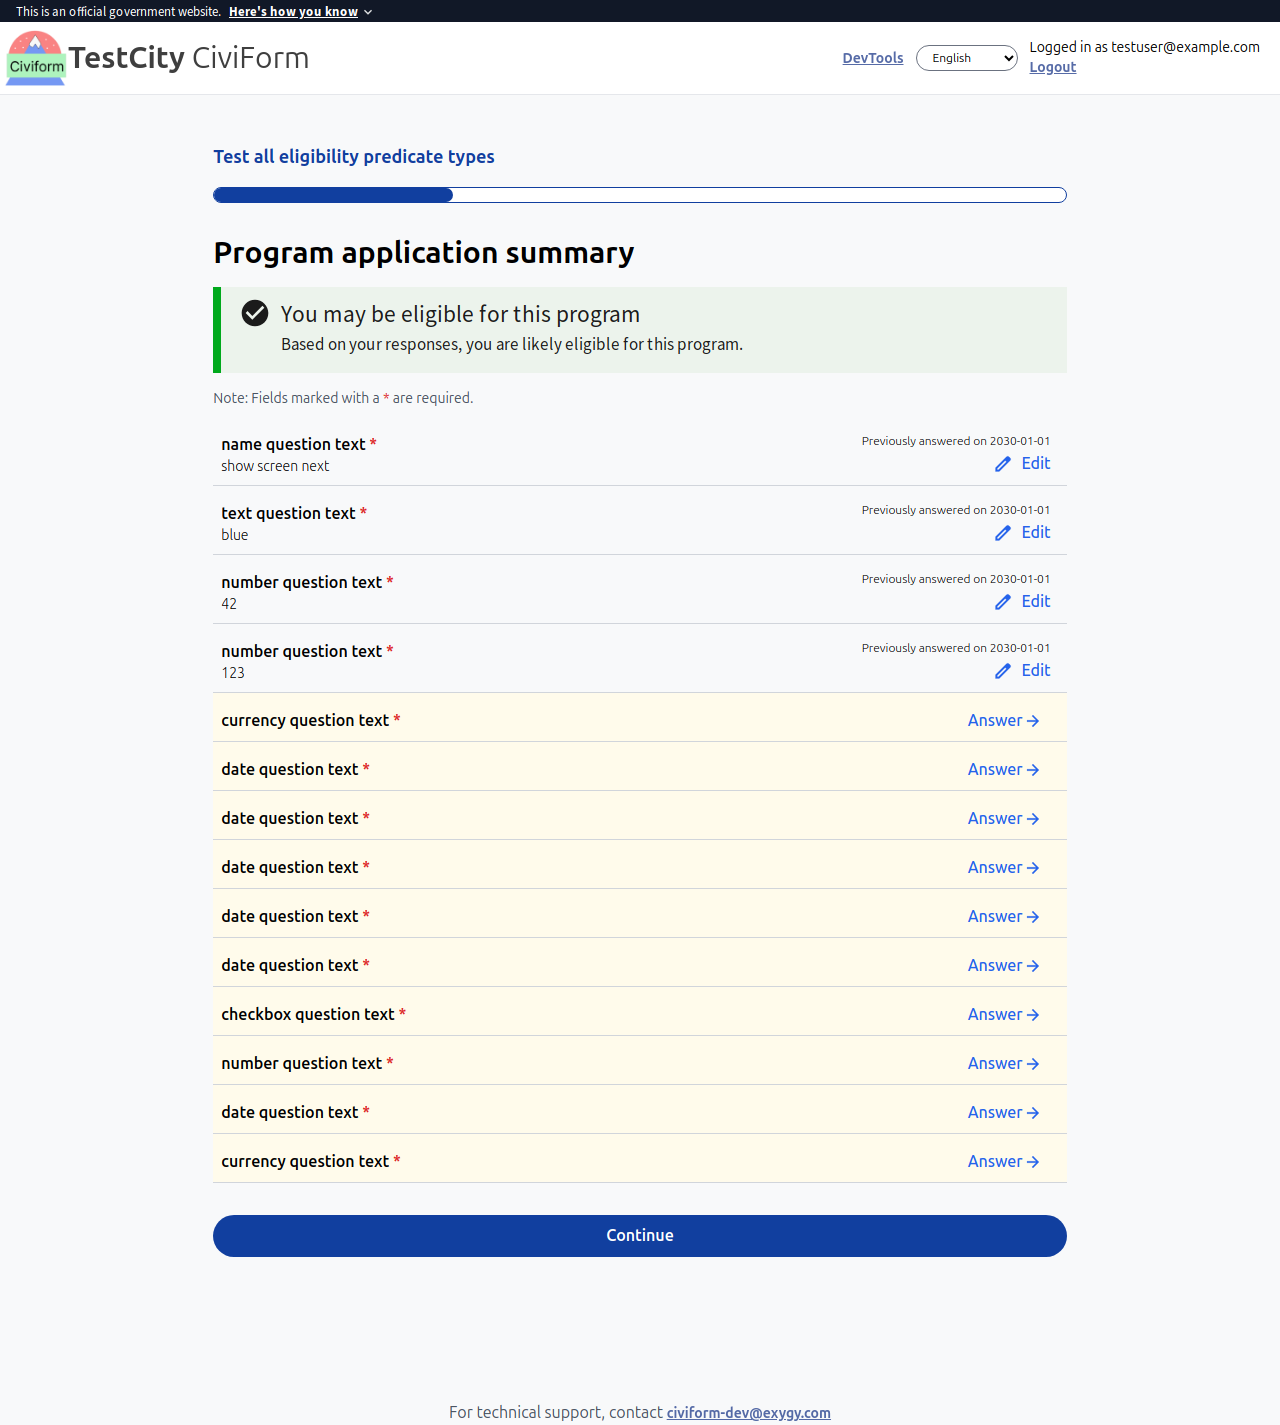 This is an official government website. Here's how you know
Civiform
TestCity CiviForm
DevTools
English
Logged in as testuser@example.com
Logout
Test all eligibility predicate types
Program application summary
You may be eligible for this program
Based on your responses, you are likely eligible for this program.
Note: Fields marked with a * are required.
name question text *
Previously answered on 2030-01-01
show screen next
Edit
text question text *
Previously answered on 2030-01-01
blue
Edit
number question text *
Previously answered on 2030-01-01
42
Edit
number question text *
Previously answered on 2030-01-01
123
Edit
currency question text * Answer
date question text * Answer
date question text * Answer
date question text * Answer
date question text * Answer
date question text * Answer
checkbox question text * Answer
number question text * Answer
date question text * Answer
currency question text * Answer
Continue
For technical support, contact civiform-dev@exygy.com